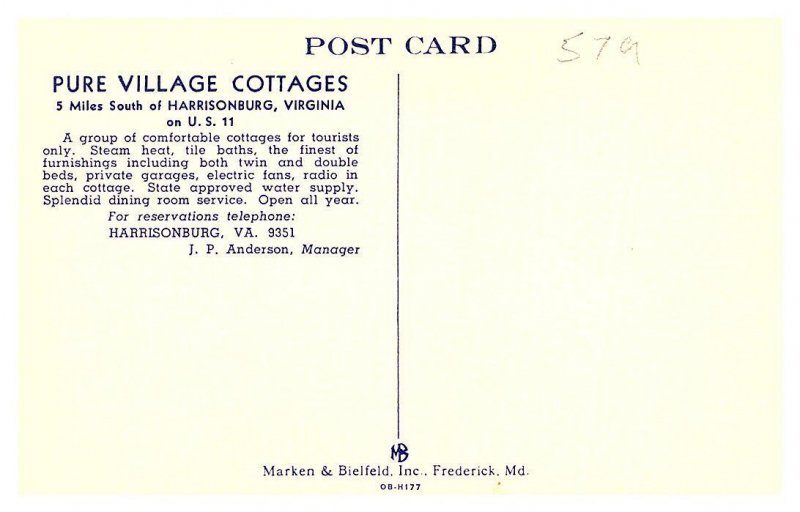 POST CARD
579
PURE VILLAGE COTTAGES
5 Miles South of HARRISONBURG, VIRGINIA
on U. S. 11
A group of comfortable cottages for tourists
only. Steam heat, tile baths, the finest of
furnishings including both twin and double
beds, private garages, electric fans, radio in
each cottage. State approved water supply.
Splendid dining room service. Open all year.
For reservations telephone:
HARRISONBURG, VA. 9351
J. P. Anderson, Manager
MB
Marken & Bielfeld, Inc., Frederick, Md.
OB-H177